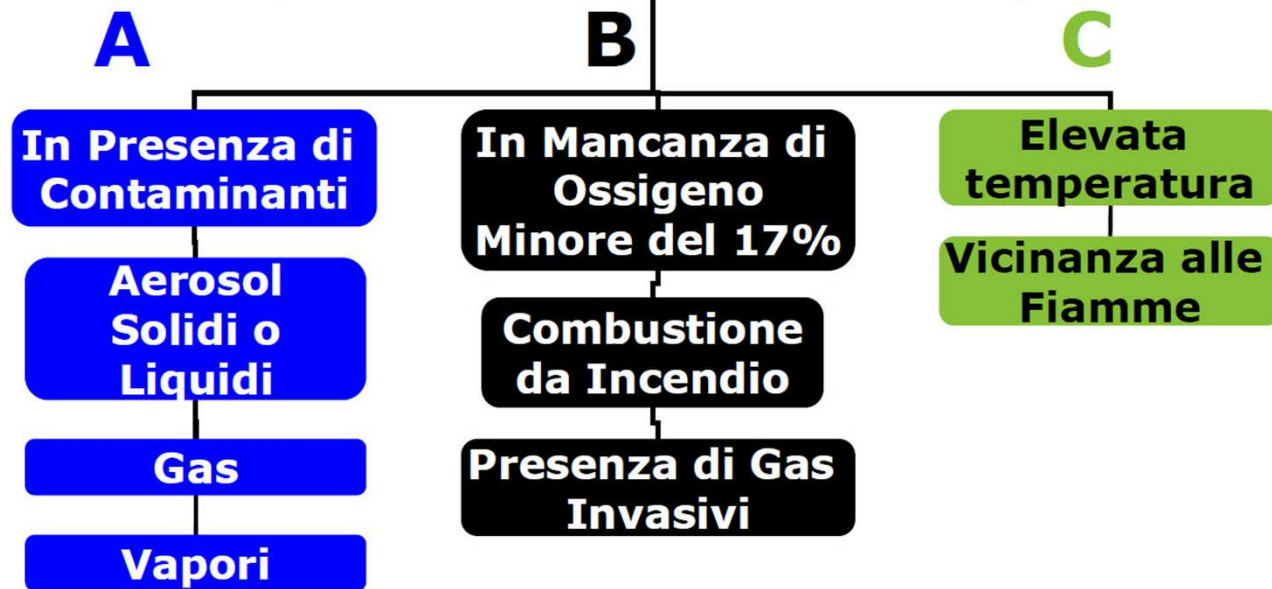 A
B
C
In Presenza di
Contaminanti
Aerosol
Solidi o
Liquidi
Gas
Vapori
In Mancanza di
Ossigeno
Minore del 17%
Combustione
da Incendio
Presenza di Gas
Invasivi
Elevata
temperatura
Vicinanza alle
Fiamme